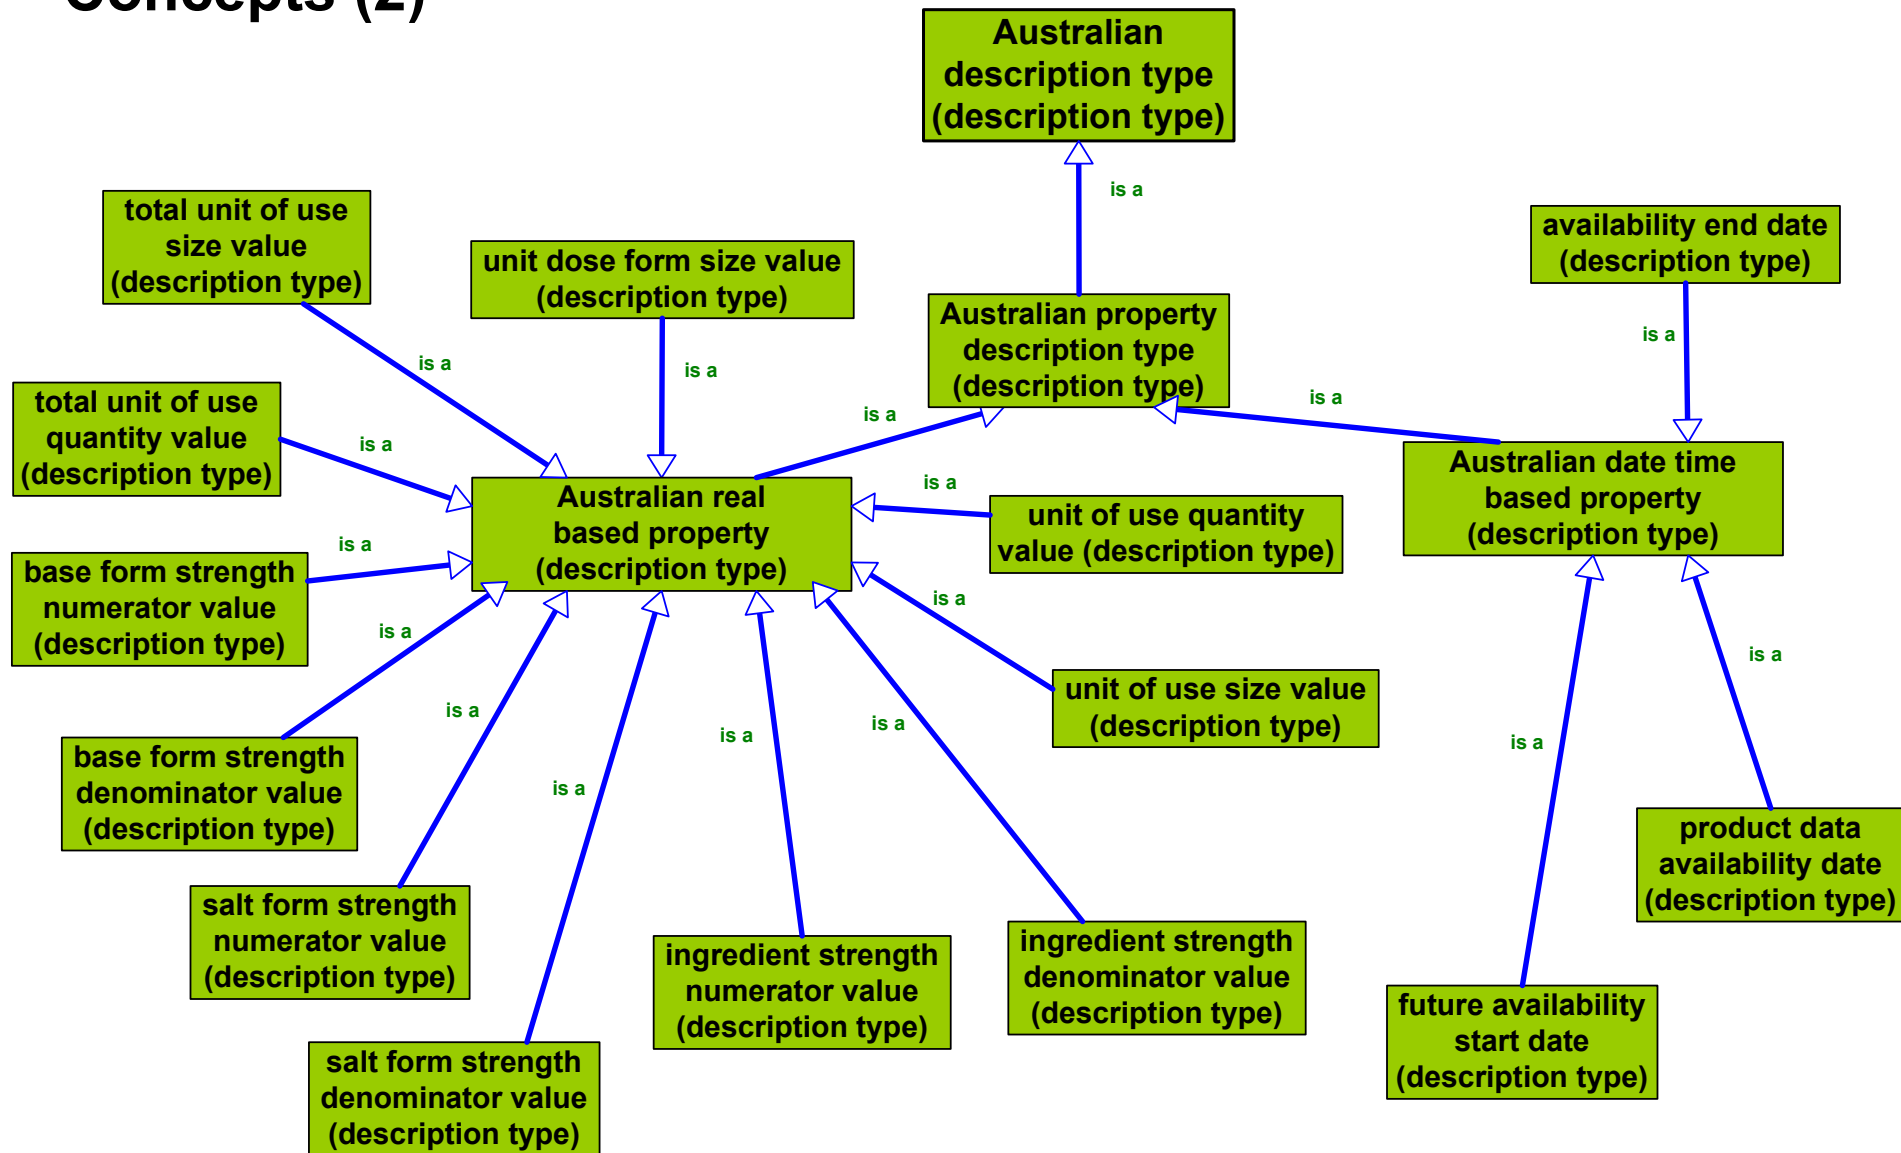 Concepts (2)
Australian
description type
(description type)
is a
total unit of use
size value
(description type)
unit dose form size value
(description type)
availability end date
(description type)
Australian property
description type
(description type)
is a
is a
is a
is a
is a
total unit of use
quantity value
(description type)
is a
Australian real
based property
(description type)
is a
unit of use quantity
value (description type)
Australian date time
based property
(description type)
is a
base form strength
numerator value
(description type)
is a
is a
unit of use size value
(description type)
is a
is a
is a
is a
is a
is a
base form strength
denominator value
(description type)
product data
availability date
(description type)
salt form strength
numerator value
(description type)
ingredient strength
numerator value
(description type)
ingredient strength
denominator value
(description type)
future availability
start date
(description type)
salt form strength
denominator value
(description type)